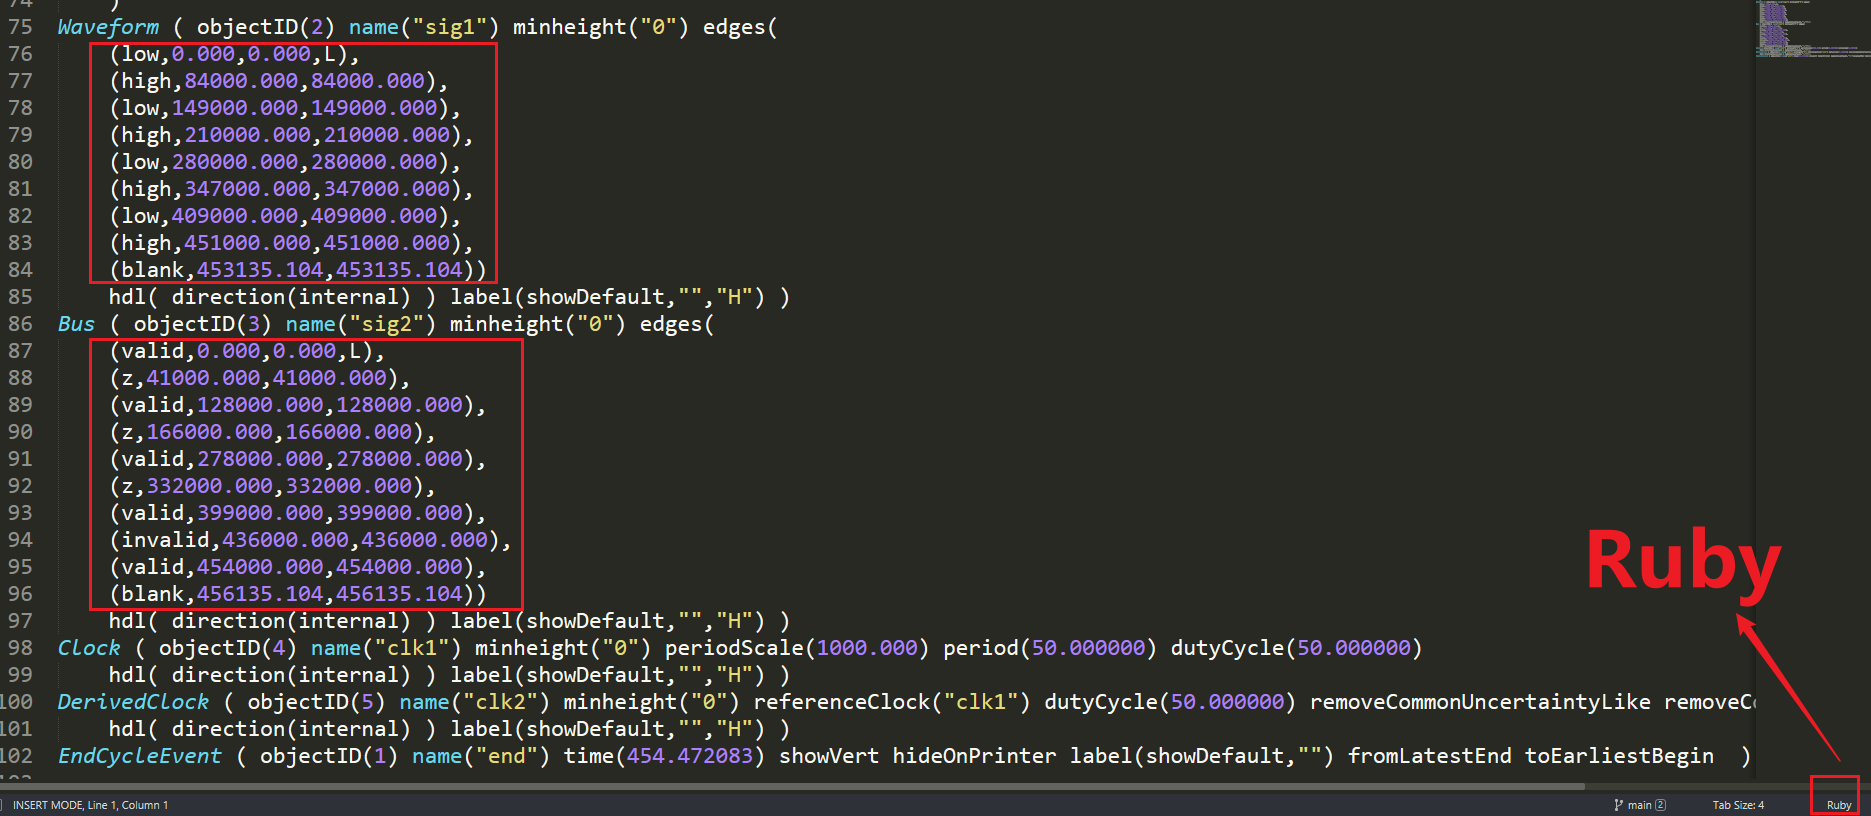 74 )
75 Waveform ( objectID(2) name("sig1") minheight("0") edges(
76 (low,0.000,0.000,L),
77 (high,84000.000,84000.000),
78 (low,149000.000,149000.000),
79 (high,210000.000,210000.000),
80 (low,280000.000,280000.000),
81 (high,347000.000,347000.000),
82 (low,409000.000,409000.000),
83 (high,451000.000,451000.000),
84 (blank,453135.104,453135.104))
85 hdl( direction(internal) ) label(showDefault,"","H") )
86 Bus ( objectID(3) name("sig2") minheight("0") edges(
87 (valid,0.000,0.000,L),
88 (z,41000.000,41000.000),
89 (valid,128000.000,128000.000),
90 (z,166000.000,166000.000),
91 (valid,278000.000,278000.000),
92 (z,332000.000,332000.000),
93 (valid,399000.000,399000.000),
94 (invalid,436000.000,436000.000),
95 (valid,454000.000,454000.000),
96 (blank,456135.104,456135.104))
97 hdl( direction(internal) ) label(showDefault,"","H") )
98 Clock ( objectID(4) name("clk1") minheight("0") periodScale(1000.000) period(50.000000) dutyCycle(50.000000)
99 hdl( direction(internal) ) label(showDefault,"","H") )
100 DerivedClock ( objectID(5) name("clk2") minheight("0") referenceClock("clk1") dutyCycle(50.000000) removeCommonUncertaintyLike removeCo
101 hdl( direction(internal) ) label(showDefault,"","H") )
102 EndCycleEvent ( objectID(1) name("end") time(454.472083) showVert hideOnPrinter label(showDefault,"") fromLatestEnd toEarliestBegin )
Ruby
INSERT MODE, Line 1, Column 1 main 2 Tab Size: 4 Ruby